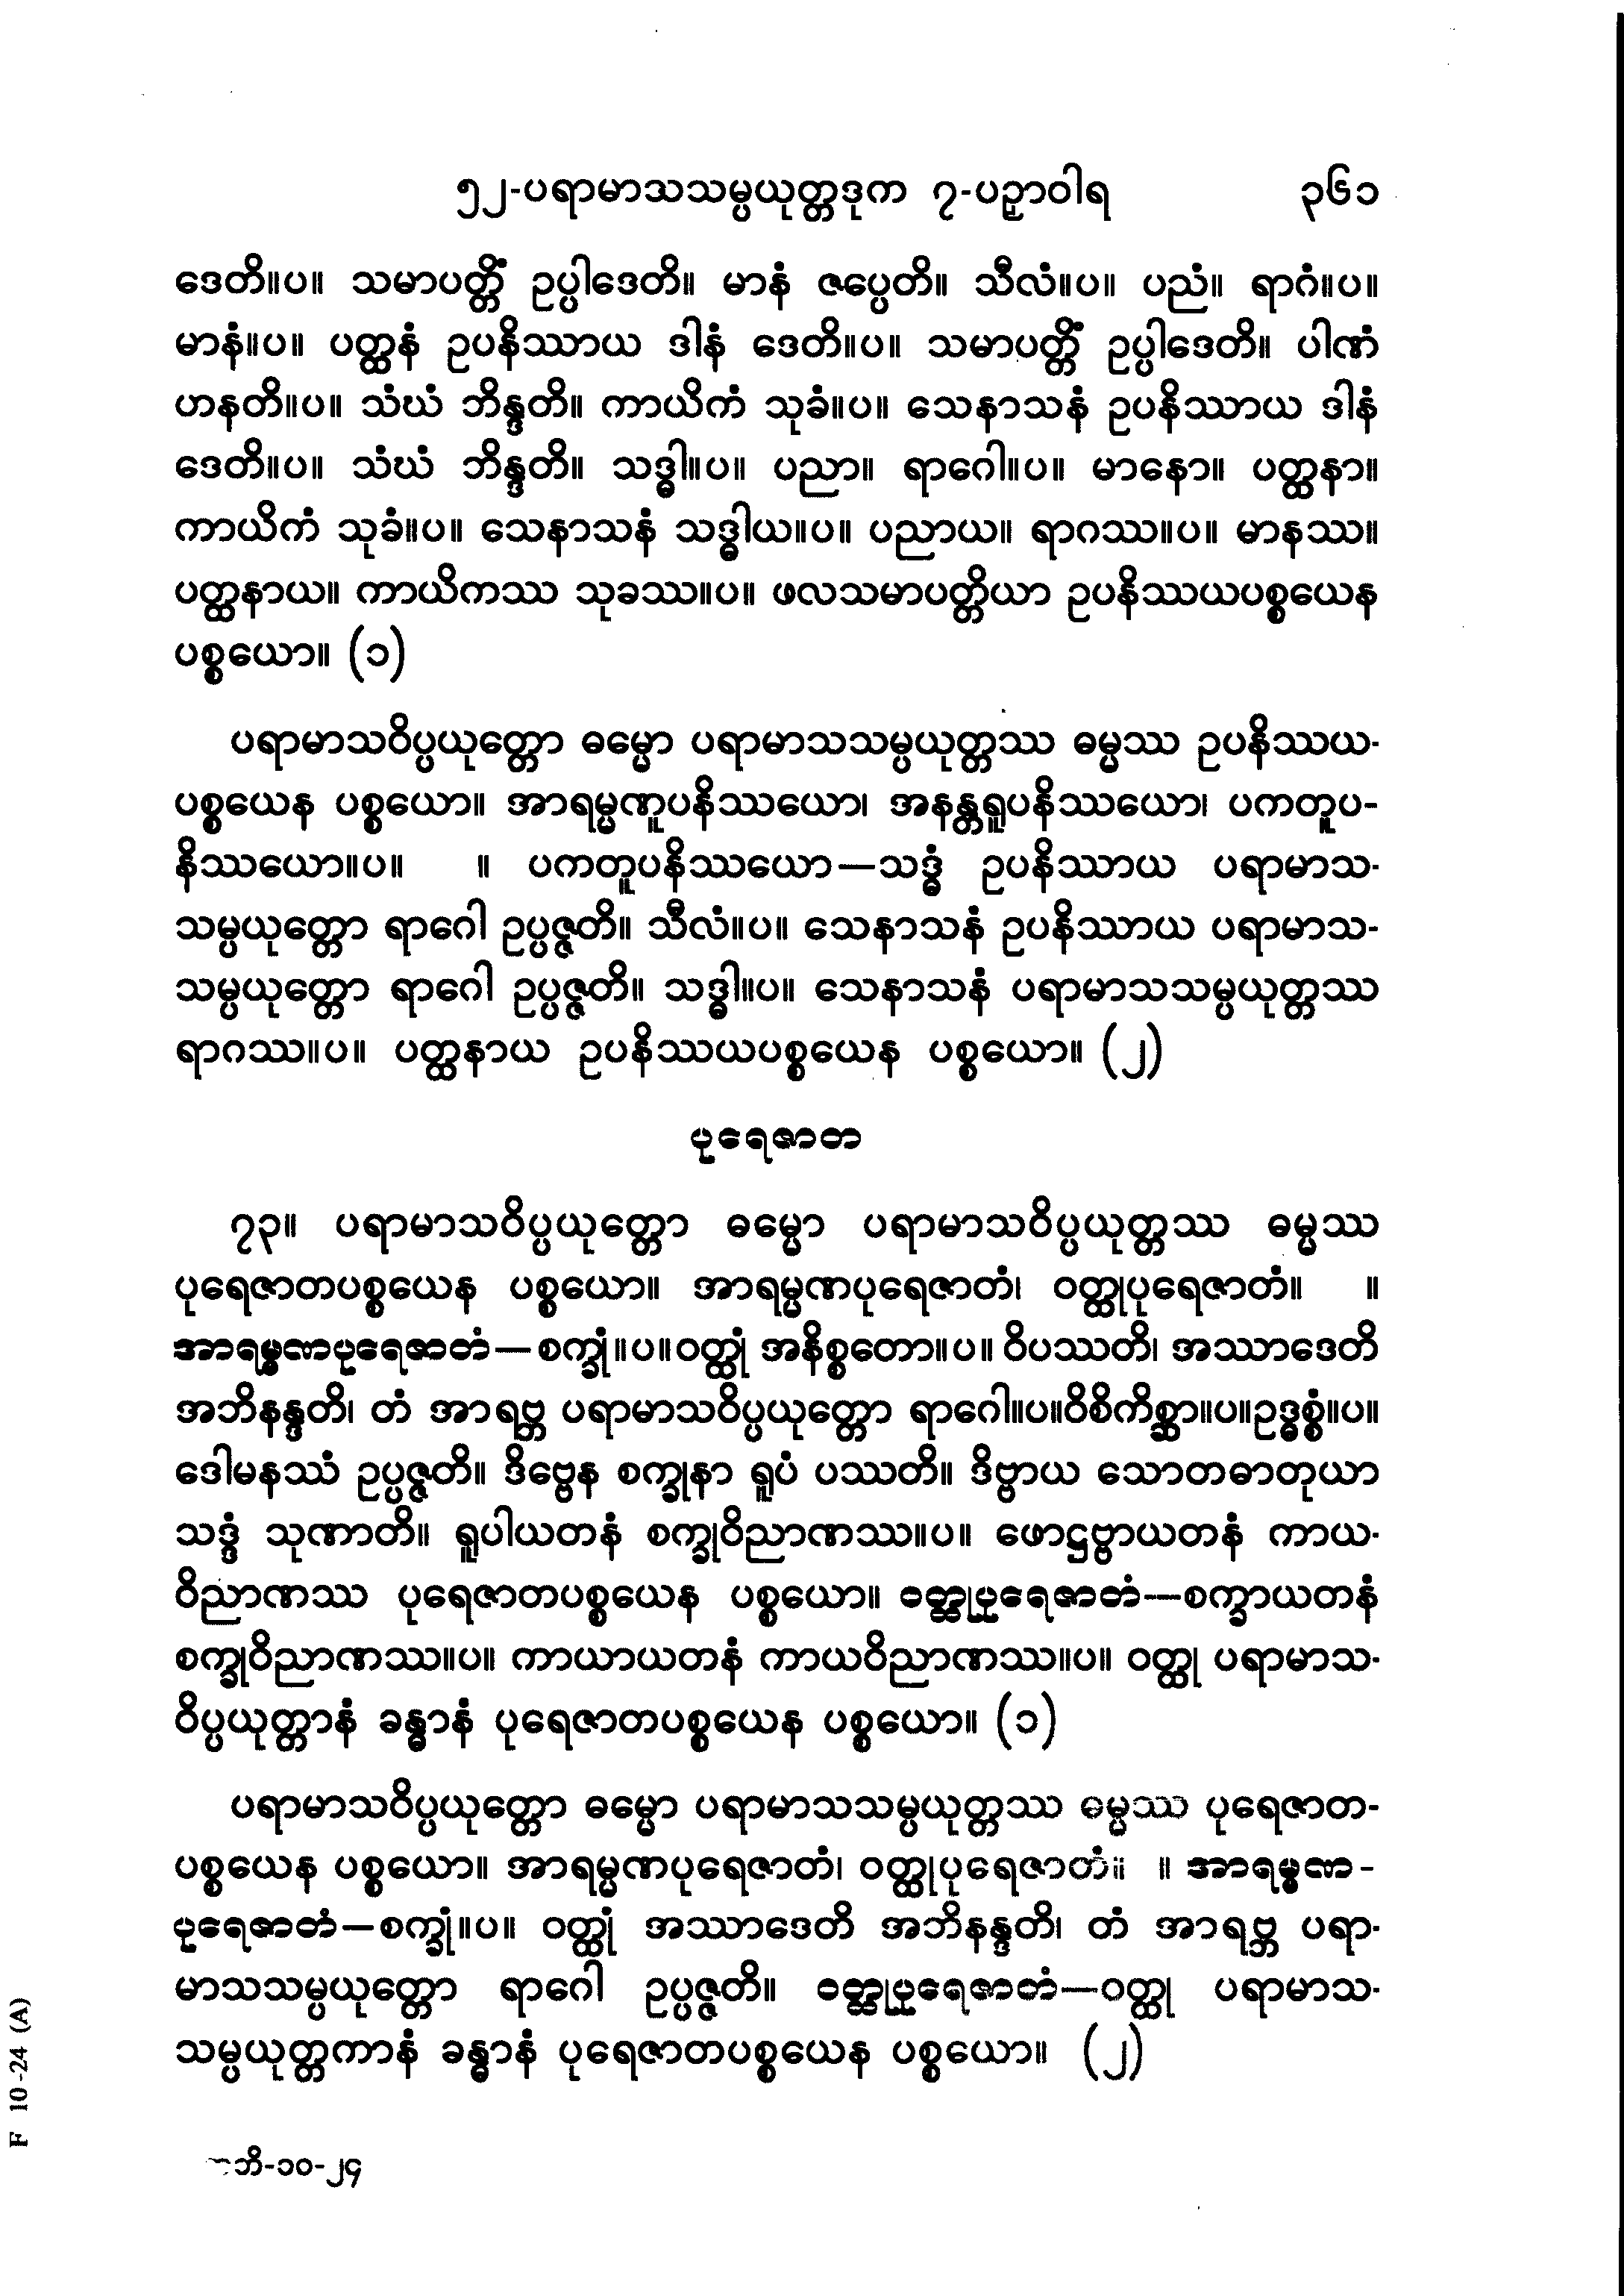 ၅၂-ပရာမာသသမ္ပယုတ္တဒုက ၇-ပဉှာဝါရ ၃၆၁
ဒေတိ။ပ။ သမာပတ္တိံ ဥပ္ပါဒေတိ။ မာနံ ဇပ္ပေတိ။ သီလံ။ပ။ ပညံ။ ရာဂံ။ပ။
မာနံ။ပ။ ပတ္ထနံ ဥပနိဿာယ ဒါနံ ဒေတိ။ပ။ သမာပတ္တိံ ဥပ္ပါဒေတိ။ ပါဏံ
ဟနတိ။ပ။ သံဃံ ဘိန္ဒတိ။ ကာယိကံ သုခံ။ပ။ သေနာသနံ ဥပနိဿာယ ဒါနံ
ဒေတိ။ပ။ သံဃံ ဘိန္ဒတိ။ သဒ္ဓါ။ပ။ ပညာ။ ရာဂေါ။ပ။ မာနော။ ပတ္ထနာ။
ကာယိကံ သုခံ။ပ။ သေနာသနံ သဒ္ဓါယ။ပ။ ပညာယ။ ရာဂဿ။ပ။ မာနဿ။
ပတ္ထနာယ။ ကာယိကဿ သုခဿ။ပ။ ဖလသမာပတ္တိယာ ဥပနိဿယပစ္စယေန
ပစ္စယော။ (၁)
ပရာမာသဝိပ္ပယုတ္တော ဓမ္မော ပရာမာသသမ္ပယုတ္တဿ ဓမ္မဿ ဥပနိဿယ-
ပစ္စယေန ပစ္စယော။ အာရမ္မဏူပနိဿယော၊ အနန္တရူပနိဿယော၊ ပကတူပ-
နိဿယော။ပ။ ။ ပကတူပနိဿယော—သဒ္ဓံ ဥပနိဿာယ ပရာမာသ-
သမ္ပယုတ္တော ရာဂေါ ဥပ္ပဇ္ဇတိ။ သီလံ။ပ။ သေနာသနံ ဥပနိဿာယ ပရာမာသ-
သမ္ပယုတ္တော ရာဂေါ ဥပ္ပဇ္ဇတိ။ သဒ္ဓါ။ပ။ သေနာသနံ ပရာမာသသမ္ပယုတ္တဿ
ရာဂဿ။ပ။ ပတ္ထနာယ ဥပနိဿယပစ္စယေန ပစ္စယော။ (၂)
ပုရေဇာတ
၇၃။ ပရာမာသဝိပ္ပယုတ္တော ဓမ္မော ပရာမာသဝိပ္ပယုတ္တဿ ဓမ္မဿ
ပုရေဇာတပစ္စယေန ပစ္စယော။ အာရမ္မဏပုရေဇာတံ၊ ဝတ္ထုပုရေဇာတံ။ ။
အာရမ္မဏပုရေဇာတံ—စက္ခုံ။ပ။ဝတ္ထုံ အနိစ္စတော။ပ။ ဝိပဿတိ၊ အဿာဒေတိ
အဘိနန္ဒတိ၊ တံ အာရဗ္ဘ ပရာမာသဝိပ္ပယုတ္တော ရာဂေါ။ပ။ဝိစိကိစ္ဆာ။ပ။ဥဒ္ဓစ္စံ။ပ။
ဒေါမနဿံ ဥပ္ပဇ္ဇတိ။ ဒိဗ္ဗေန စက္ခုနာ ရူပံ ပဿတိ။ ဒိဗ္ဗာယ သောတဓာတုယာ
သဒ္ဒံ သုဏာတိ။ ရူပါယတနံ စက္ခုဝိညာဏဿ။ပ။ ဖောဋ္ဌဗ္ဗာယတနံ ကာယ-
ဝိညာဏဿ ပုရေဇာတပစ္စယေန ပစ္စယော။ ဝတ္ထုပုရေဇာတံ—စက္ခာယတနံ
စက္ခုဝိညာဏဿ။ပ။ ကာယာယတနံ ကာယဝိညာဏဿ။ပ။ ဝတ္ထု ပရာမာသ-
ဝိပ္ပယုတ္တာနံ ခန္ဓာနံ ပုရေဇာတပစ္စယေန ပစ္စယော။ (၁)
ပရာမာသဝိပ္ပယုတ္တော ဓမ္မော ပရာမာသသမ္ပယုတ္တဿ ဓမ္မဿ ပုရေဇာတ-
ပစ္စယေန ပစ္စယော။ အာရမ္မဏပုရေဇာတံ၊ ဝတ္ထုပုရေဇာတံ။ ။ အာရမ္မဏ-
ပုရေဇာတံ—စက္ခုံ။ပ။ ဝတ္ထုံ အဿာဒေတိ အဘိနန္ဒတိ၊ တံ အာရဗ္ဘ ပရာ-
မာသသမ္ပယုတ္တော ရာဂေါ ဥပ္ပဇ္ဇတိ။ ဝတ္ထုပုရေဇာတံ—ဝတ္ထု ပရာမာသ-
သမ္ပယုတ္တကာနံ ခန္ဓာနံ ပုရေဇာတပစ္စယေန ပစ္စယော။ (၂)
ဘိ-၁၀-၂၄
F 10-24 (A)